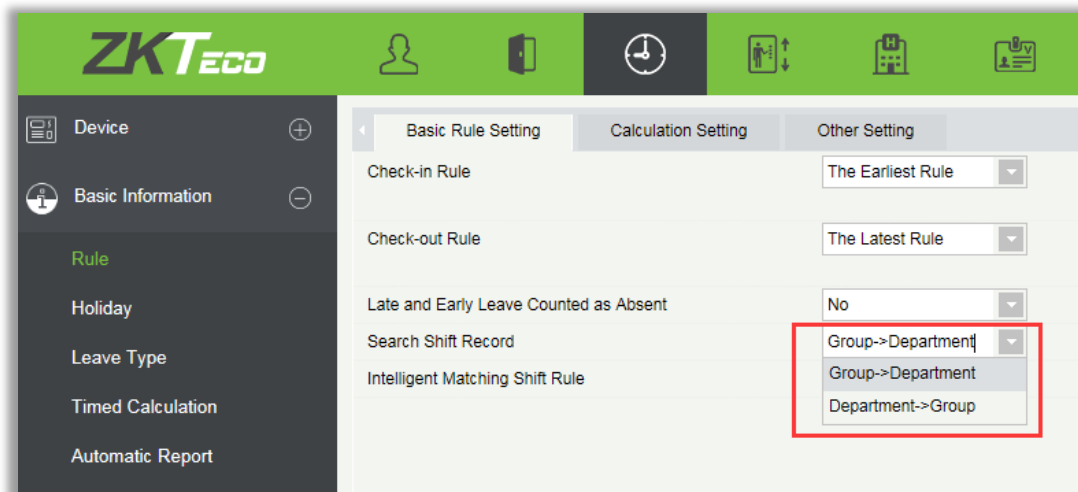 ZKTECO
Device
Basic Information
Rule
Holiday
Leave Type
Timed Calculation
Automatic Report
Basic Rule Setting
Calculation Setting
Other Setting
Check-in Rule
The Earliest Rule
Check-out Rule
The Latest Rule
Late and Early Leave Counted as Absent
No
Search Shift Record
Group->Department
Group->Department
Department->Group
Intelligent Matching Shift Rule